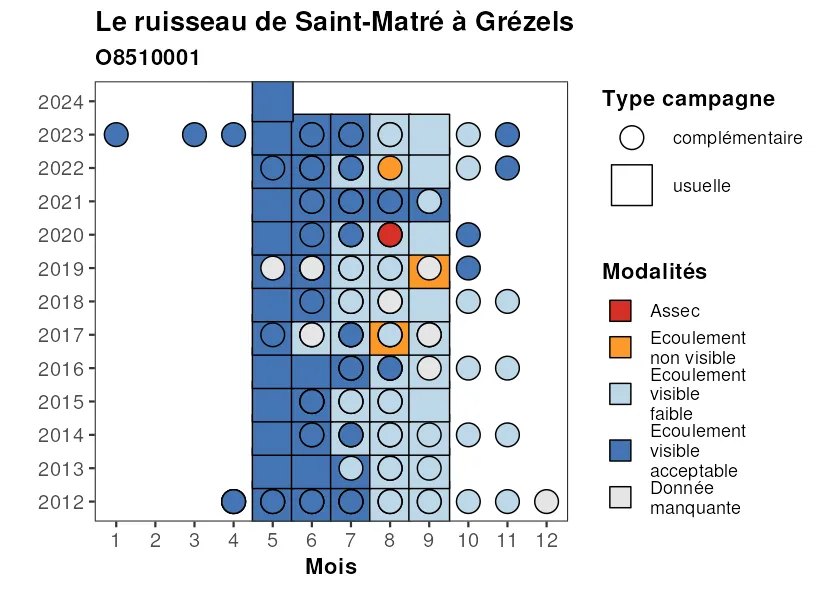 Le ruisseau de Saint-Matré à Grézels
O8510001
2024
2023
2022
2021
2020
2019
2018
2017
2016
2015
2014
2013
2012
1 2 3 4 5 6 7 8 9 10 11 12
Mois
Type campagne
complémentaire
usuelle
Modalités
Assec
Ecoulement
non visible
Ecoulement
visible
faible
Ecoulement
visible
acceptable
Donnée
manquante